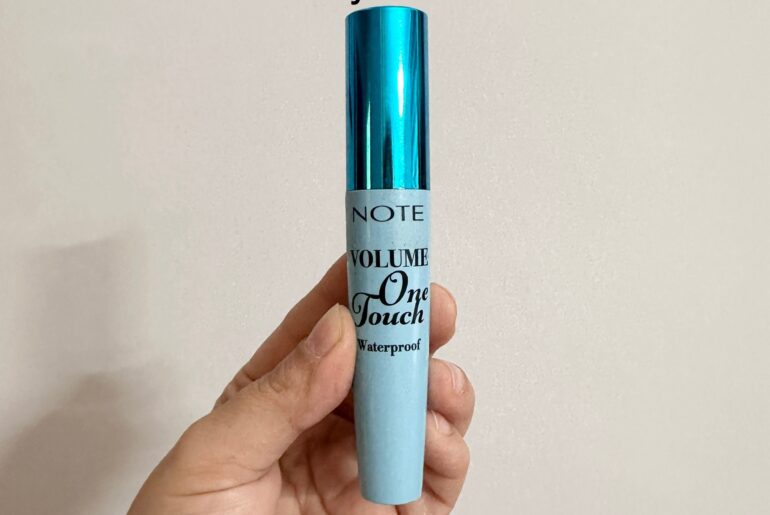 NOTE
VOLUME
One
Touch
Waterproof